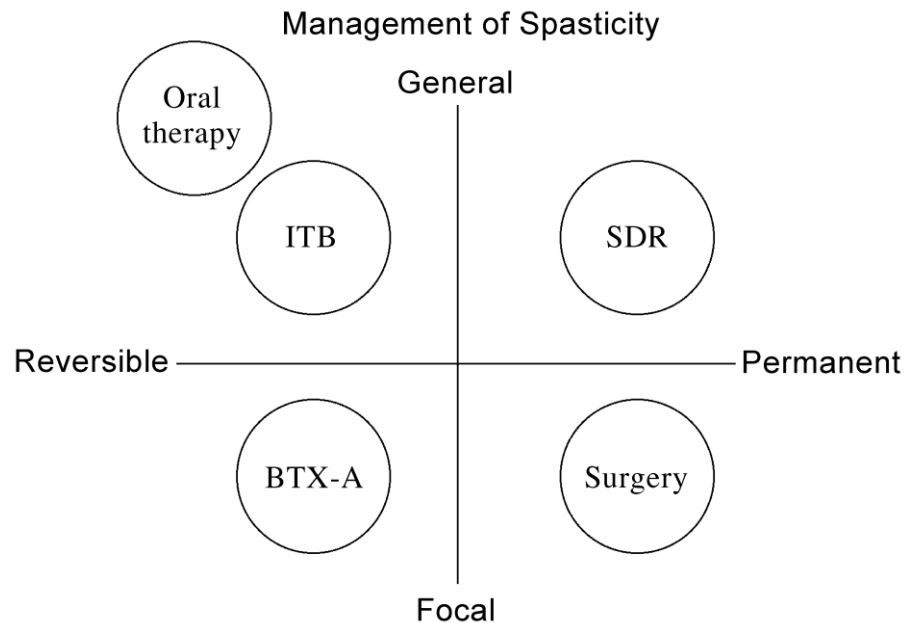 Management of Spasticity
General
Oral
therapy
ITB
SDR
Reversible
Permanent
BTX-A
Surgery
Focal